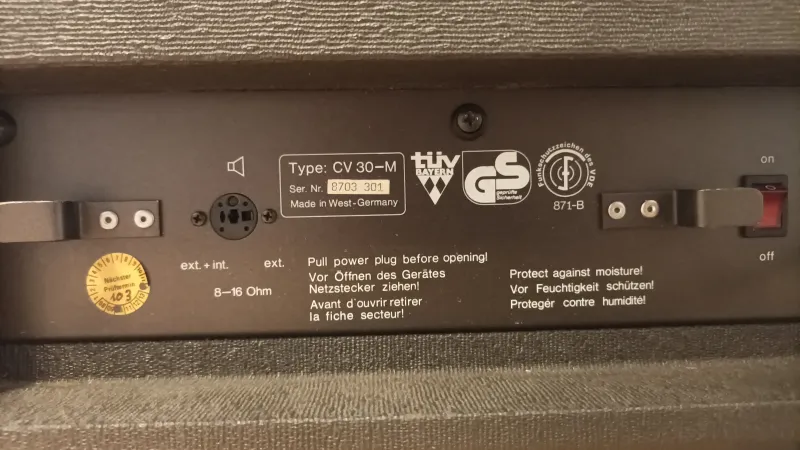 Type: CV 30-M
Ser. Nr. 8703 301
Made in West-Germany
TÜV
BAYERN
GS
geprüfte
Sicherheit
Funkschutzzeichen des VDE
871-B
on
off
ext. + int.
ext.
8-16 Ohm
Pull power plug before opening!
Vor Öffnen des Gerätes
Netzstecker ziehen!
Avant d'ouvrir retirer
la fiche secteur!
Protect against moisture!
Vor Feuchtigkeit schützen!
Protegér contre humidité!
Nächster
Prüftermin